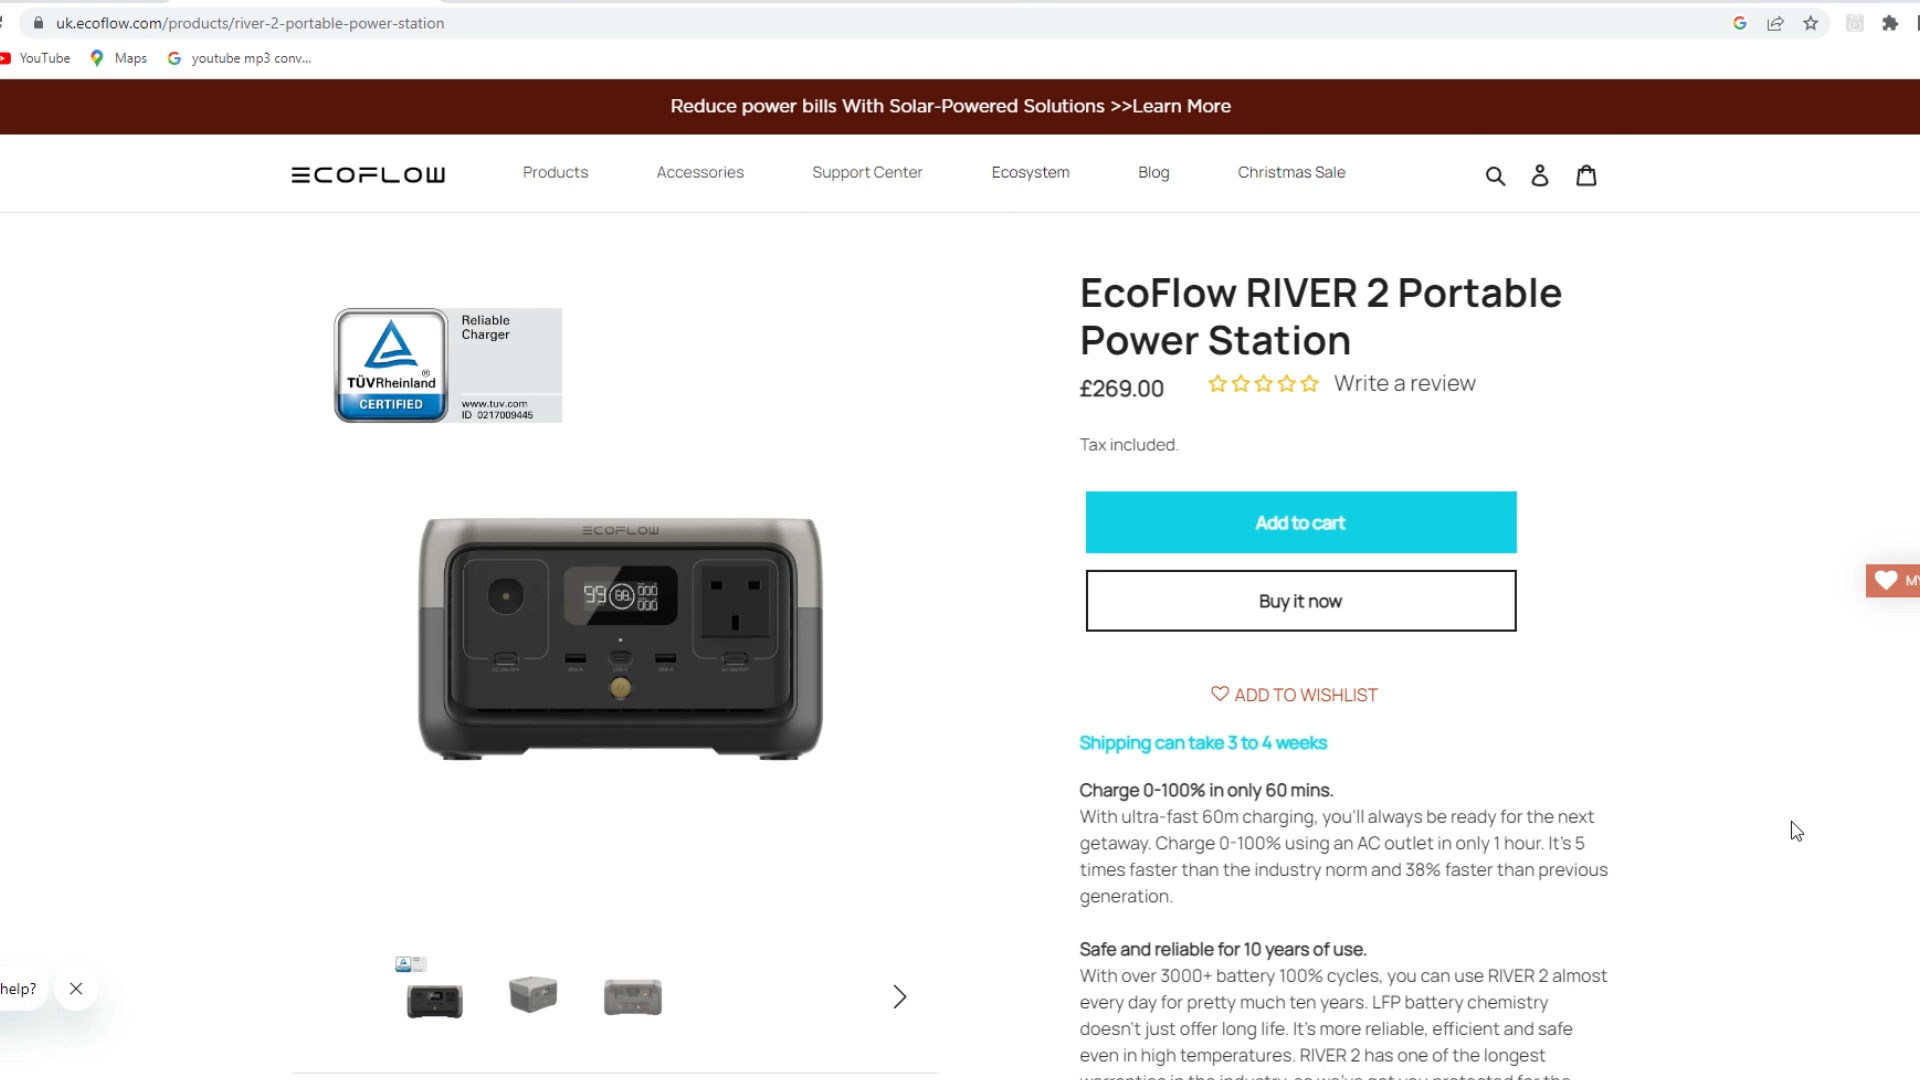 uk.ecoflow.com/products/river-2-portable-power-station
YouTube
Maps
youtube mp3 conv...
Reduce power bills With Solar-Powered Solutions >>Learn More
ECOFLOW
Products
Accessories
Support Center
Ecosystem
Blog
Christmas Sale
TÜVRheinland
®
CERTIFIED
Reliable
Charger
www.tuv.com
ID 0217009445
ECOFLOW
EcoFlow RIVER 2 Portable
Power Station
£269.00
Write a review
Tax included.
Add to cart
Buy it now
ADD TO WISHLIST
Shipping can take 3 to 4 weeks
Charge 0-100% in only 60 mins.
With ultra-fast 60m charging, you'll always be ready for the next
getaway. Charge 0-100% using an AC outlet in only 1 hour. It's 5
times faster than the industry norm and 38% faster than previous
generation.
Safe and reliable for 10 years of use.
With over 3000+ battery 100% cycles, you can use RIVER 2 almost
every day for pretty much ten years. LFP battery chemistry
doesn't just offer long life. It's more reliable, efficient and safe
even in high temperatures. RIVER 2 has one of the longest
help?